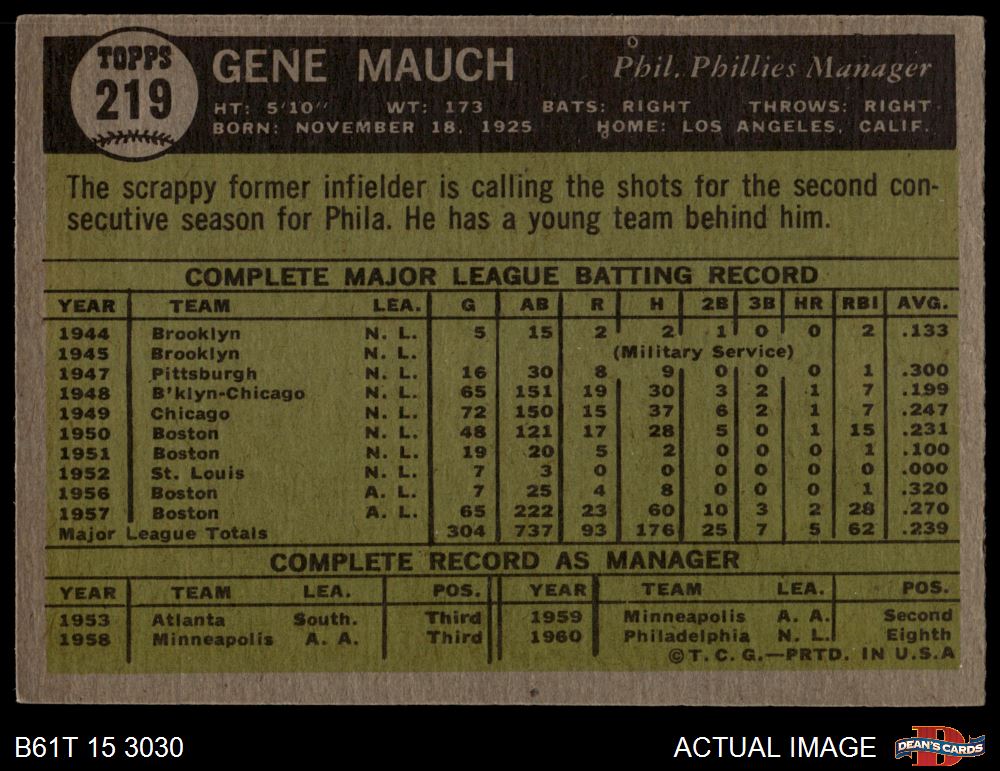 TOPPS
219
GENE MAUCH Phil. Phillies Manager
HT: 5'10" WT: 173 BATS: RIGHT THROWS: RIGHT
BORN: NOVEMBER 18, 1925 HOME: LOS ANGELES, CALIF.
The scrappy former infielder is calling the shots for the second con-
secutive season for Phila. He has a young team behind him.
COMPLETE MAJOR LEAGUE BATTING RECORD
YEAR TEAM LEA. G AB R H 2B 3B HR RBI AVG.
1944 Brooklyn N. L. 5 15 2 2 1 0 0 2 .133
1945 Brooklyn N. L. (Military Service)
1947 Pittsburgh N. L. 16 30 8 9 0 0 0 1 .300
1948 B'klyn-Chicago N. L. 65 151 19 30 3 2 1 7 .199
1949 Chicago N. L. 72 150 15 37 6 2 1 7 .247
1950 Boston N. L. 48 121 17 28 5 0 1 15 .231
1951 Boston N. L. 19 20 5 2 0 0 0 1 .100
1952 St. Louis N. L. 7 3 0 0 0 0 0 0 .000
1956 Boston A. L. 7 25 4 8 0 0 0 1 .320
1957 Boston A. L. 65 222 23 60 10 3 2 28 .270
Major League Totals 304 737 93 176 25 7 5 62 .239
COMPLETE RECORD AS MANAGER
YEAR TEAM LEA. POS. YEAR TEAM LEA. POS.
1953 Atlanta South. Third 1959 Minneapolis A. A. Second
1958 Minneapolis A. A. Third 1960 Philadelphia N. L. Eighth
©T. C. G.—PRTD. IN U.S.A
B61T 15 3030 ACTUAL IMAGE DEAN'S CARDS